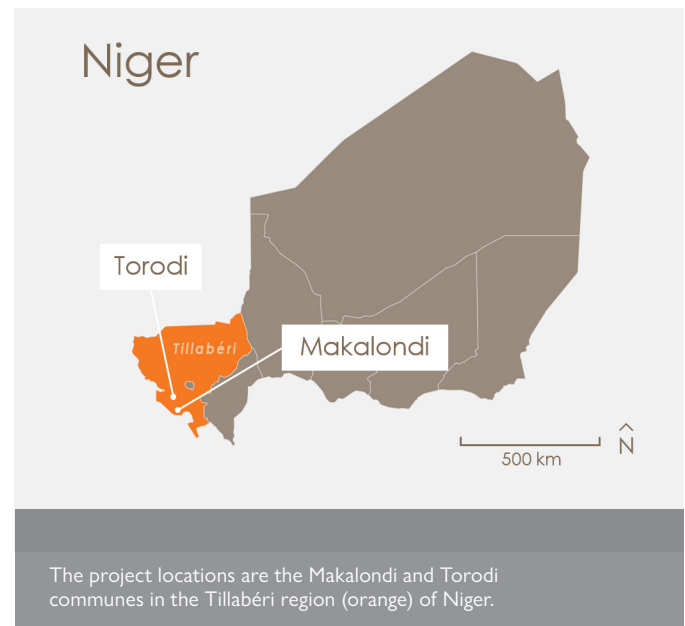 Niger
Torodi
Tillabéri
Makalondi
500 km
N
The project locations are the Makalondi and Torodi
communes in the Tillabéri region (orange) of Niger.